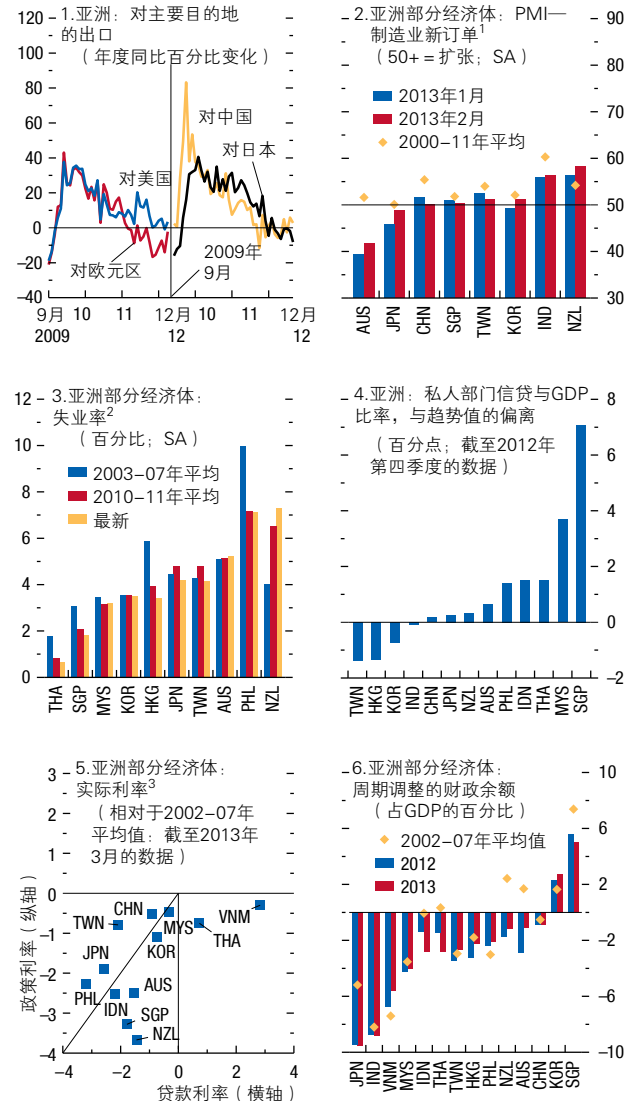 1.亚洲：对主要目的地
的出口
（年度同比百分比变化）
120
100
80
60
40
20
0
−20
−40
对中国
对日本
对美国
对欧元区
2009年
9月
9月 10 11 12月 10 11 12月
2009 12 12
2.亚洲部分经济体：PMI—
制造业新订单1
（50+＝扩张；SA）
2013年1月
2013年2月
2000–11年平均
90
80
70
60
50
40
30
AUS JPN CHN SGP TWN KOR IND NZL
3.亚洲部分经济体：
失业率2
（百分比；SA）
2003–07年平均
2010–11年平均
最新
12
10
8
6
4
2
0
THA SGP MYS KOR HKG JPN TWN AUS PHL NZL
4.亚洲：私人部门信贷与GDP
比率，与趋势值的偏离
（百分点；截至2012年
第四季度的数据）
8
6
4
2
0
−2
TWN HKG KOR IND CHN JPN NZL AUS PHL IDN THA MYS SGP
5.亚洲部分经济体：
实际利率3
（相对于2002–07年
平均值：截至2013年
3月的数据）
3
2
1
0
−1
−2
−3
−4
政策利率（纵轴）
CHN
VNM
TWN
MYS
THA
KOR
JPN
PHL
AUS
IDN
SGP
NZL
−4 −2 0 2 4
贷款利率（横轴）
6.亚洲部分经济体：
周期调整的财政余额
（占GDP的百分比）
2002–07年平均值
2012
2013
10
6
2
−2
−6
−10
JPN IND VNM MYS IDN THA TWN HKG PHL NZL AUS CHN KOR SGP